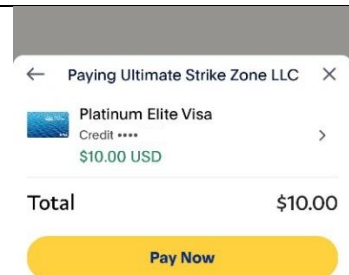 Paying Ultimate Strike Zone LLC
Platinum Elite Visa
Credit ••••
$10.00 USD
Total $10.00
Pay Now